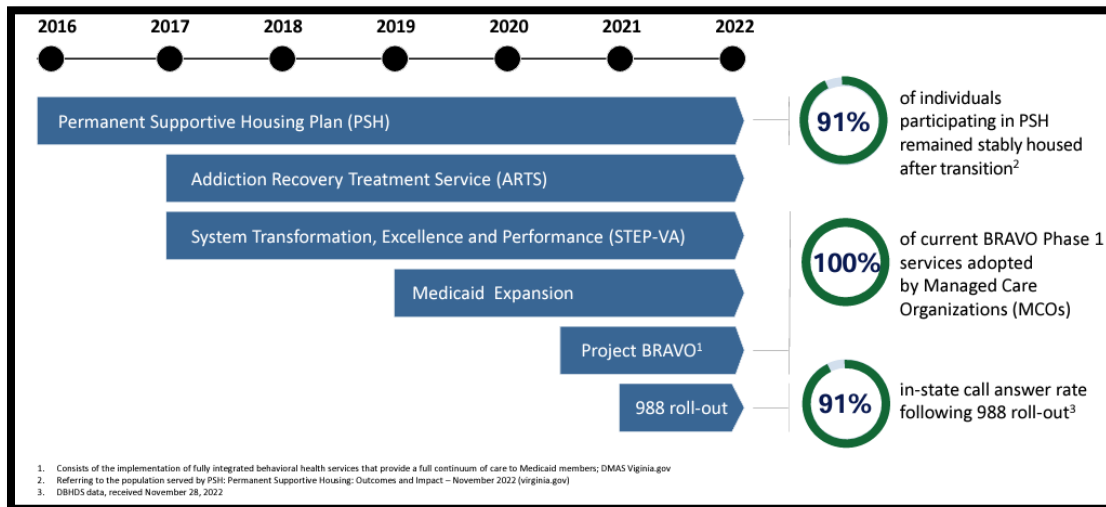 2016 2017 2018 2019 2020 2021 2022
Permanent Supportive Housing Plan (PSH)
91%
of individuals
participating in PSH
remained stably housed
after transition2
Addiction Recovery Treatment Service (ARTS)
System Transformation, Excellence and Performance (STEP-VA)
100%
of current BRAVO Phase 1
services adopted
by Managed Care
Organizations (MCOs)
Medicaid Expansion
Project BRAVO1
988 roll-out
91%
in-state call answer rate
following 988 roll-out3
1. Consists of the implementation of fully integrated behavioral health services that provide a full continuum of care to Medicaid members; DMAS Viginia.gov
2. Referring to the population served by PSH: Permanent Supportive Housing: Outcomes and Impact – November 2022 (virginia.gov)
3. DBHDS data, received November 28, 2022